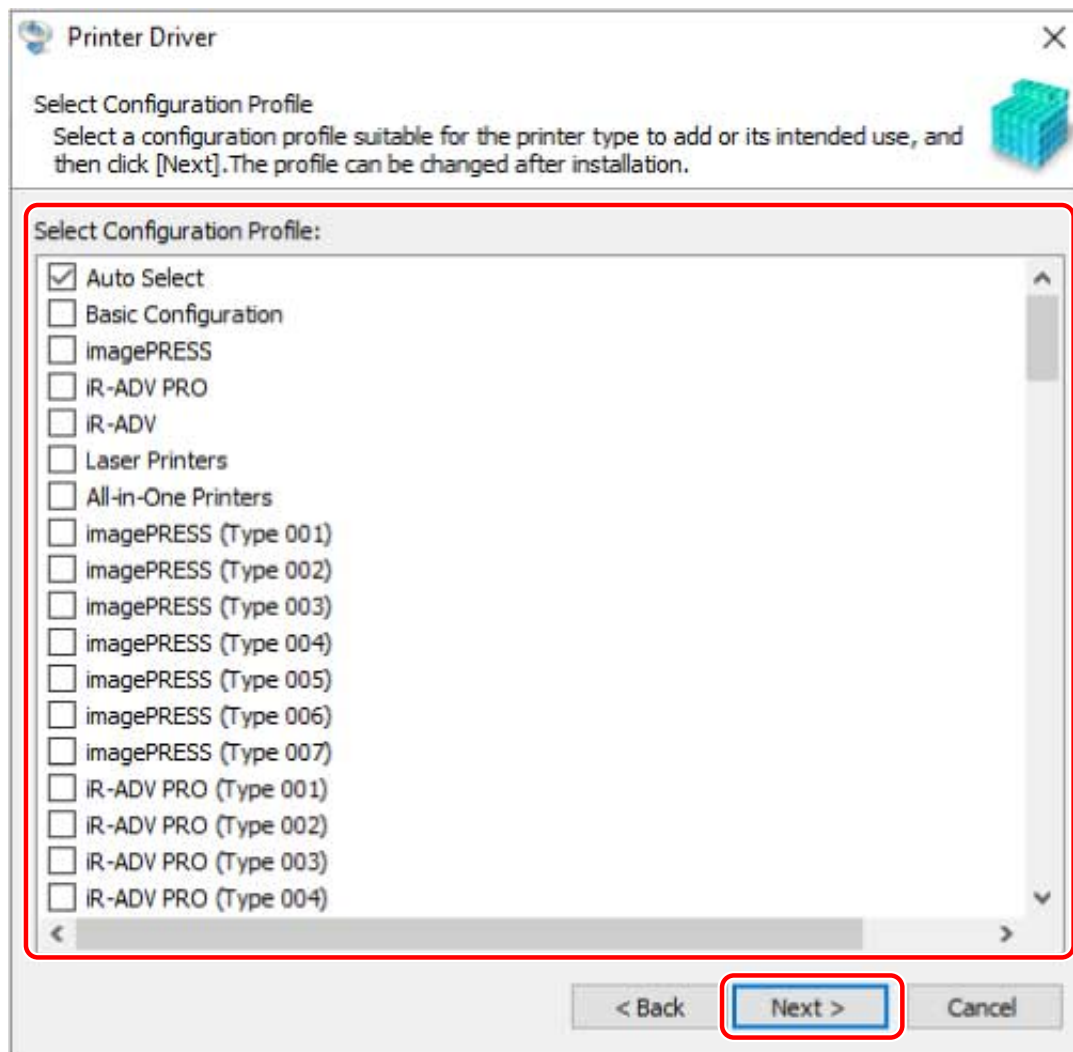 Printer Driver
Select Configuration Profile
Select a configuration profile suitable for the printer type to add or its intended use, and
then click [Next].The profile can be changed after installation.
Select Configuration Profile:
Auto Select
Basic Configuration
imagePRESS
iR-ADV PRO
iR-ADV
Laser Printers
All-in-One Printers
imagePRESS (Type 001)
imagePRESS (Type 002)
imagePRESS (Type 003)
imagePRESS (Type 004)
imagePRESS (Type 005)
imagePRESS (Type 006)
imagePRESS (Type 007)
iR-ADV PRO (Type 001)
iR-ADV PRO (Type 002)
iR-ADV PRO (Type 003)
iR-ADV PRO (Type 004)
< Back Next > Cancel